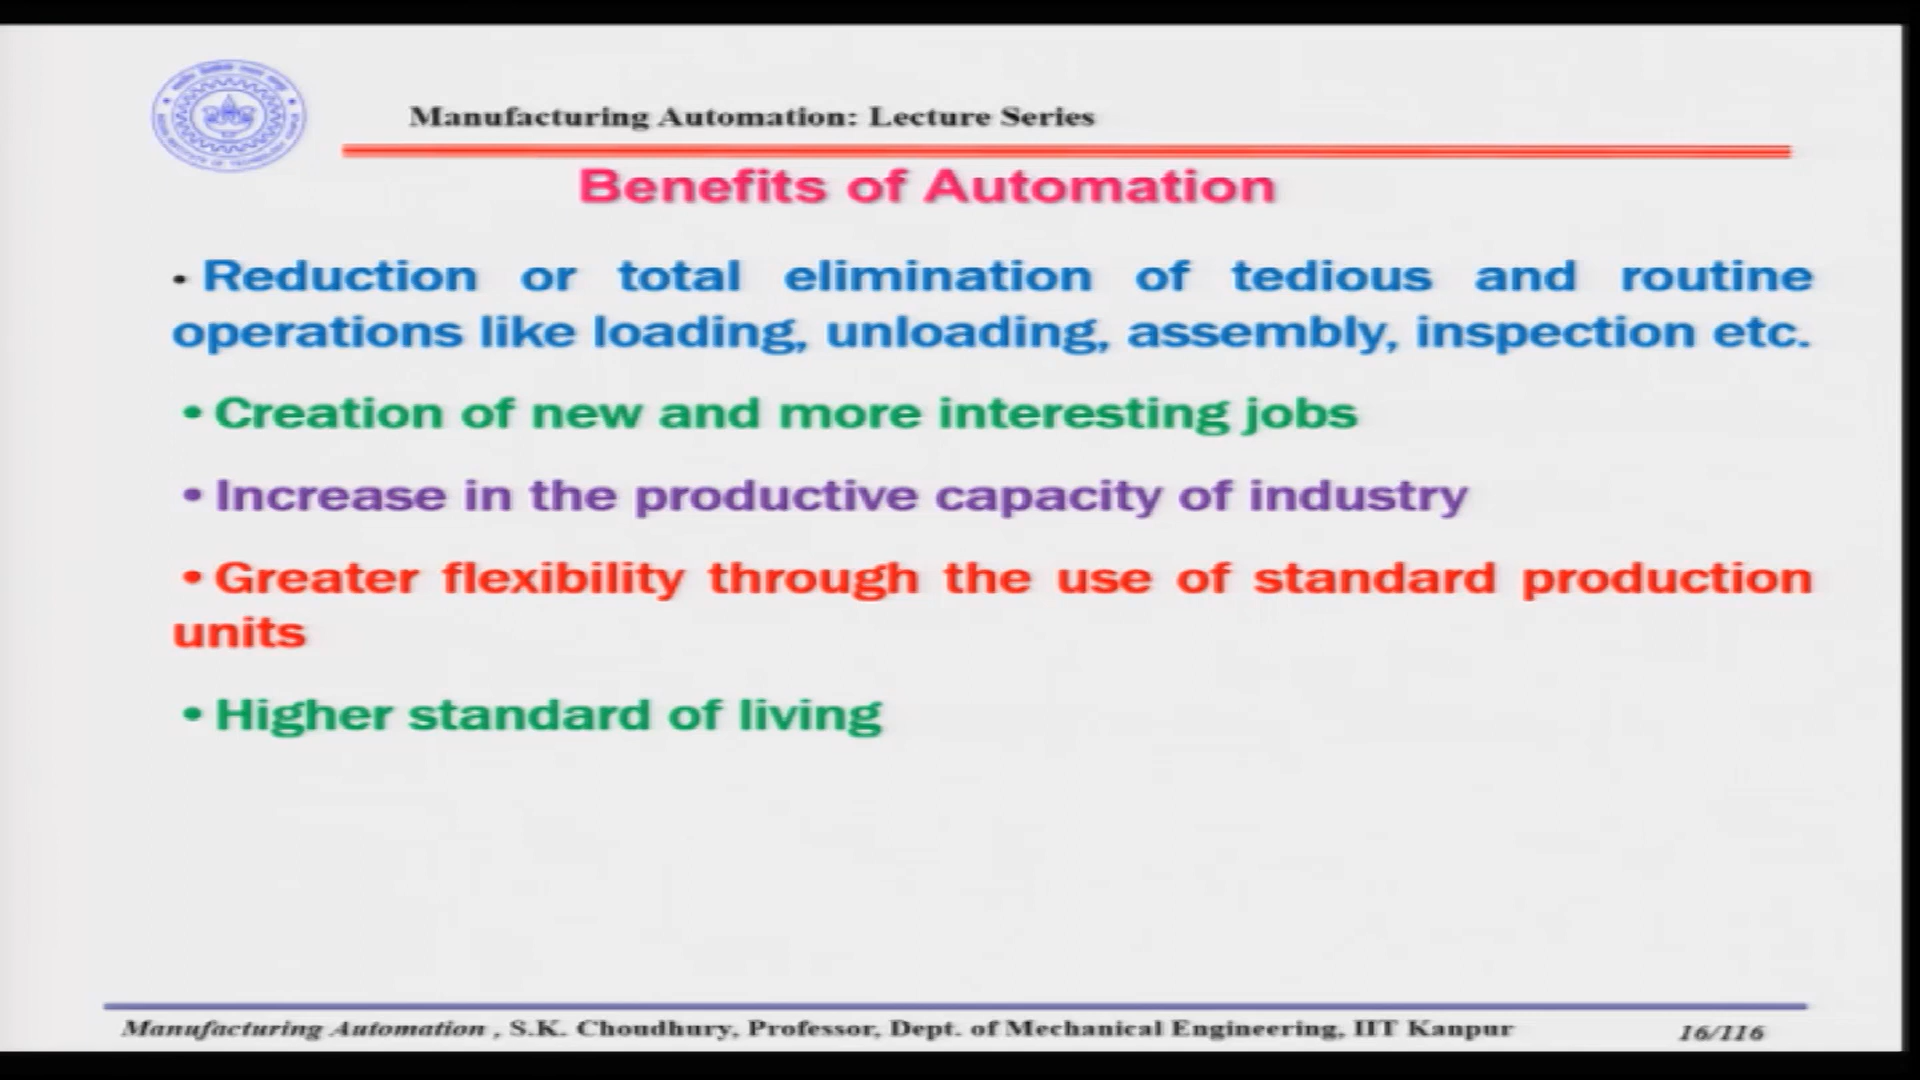 Manufacturing Automation: Lecture Series
Benefits of Automation
• Reduction or total elimination of tedious and routine
operations like loading, unloading, assembly, inspection etc.
• Creation of new and more interesting jobs
• Increase in the productive capacity of industry
• Greater flexibility through the use of standard production
units
• Higher standard of living
Manufacturing Automation , S.K. Choudhury, Professor, Dept. of Mechanical Engineering, IIT Kanpur
16/116